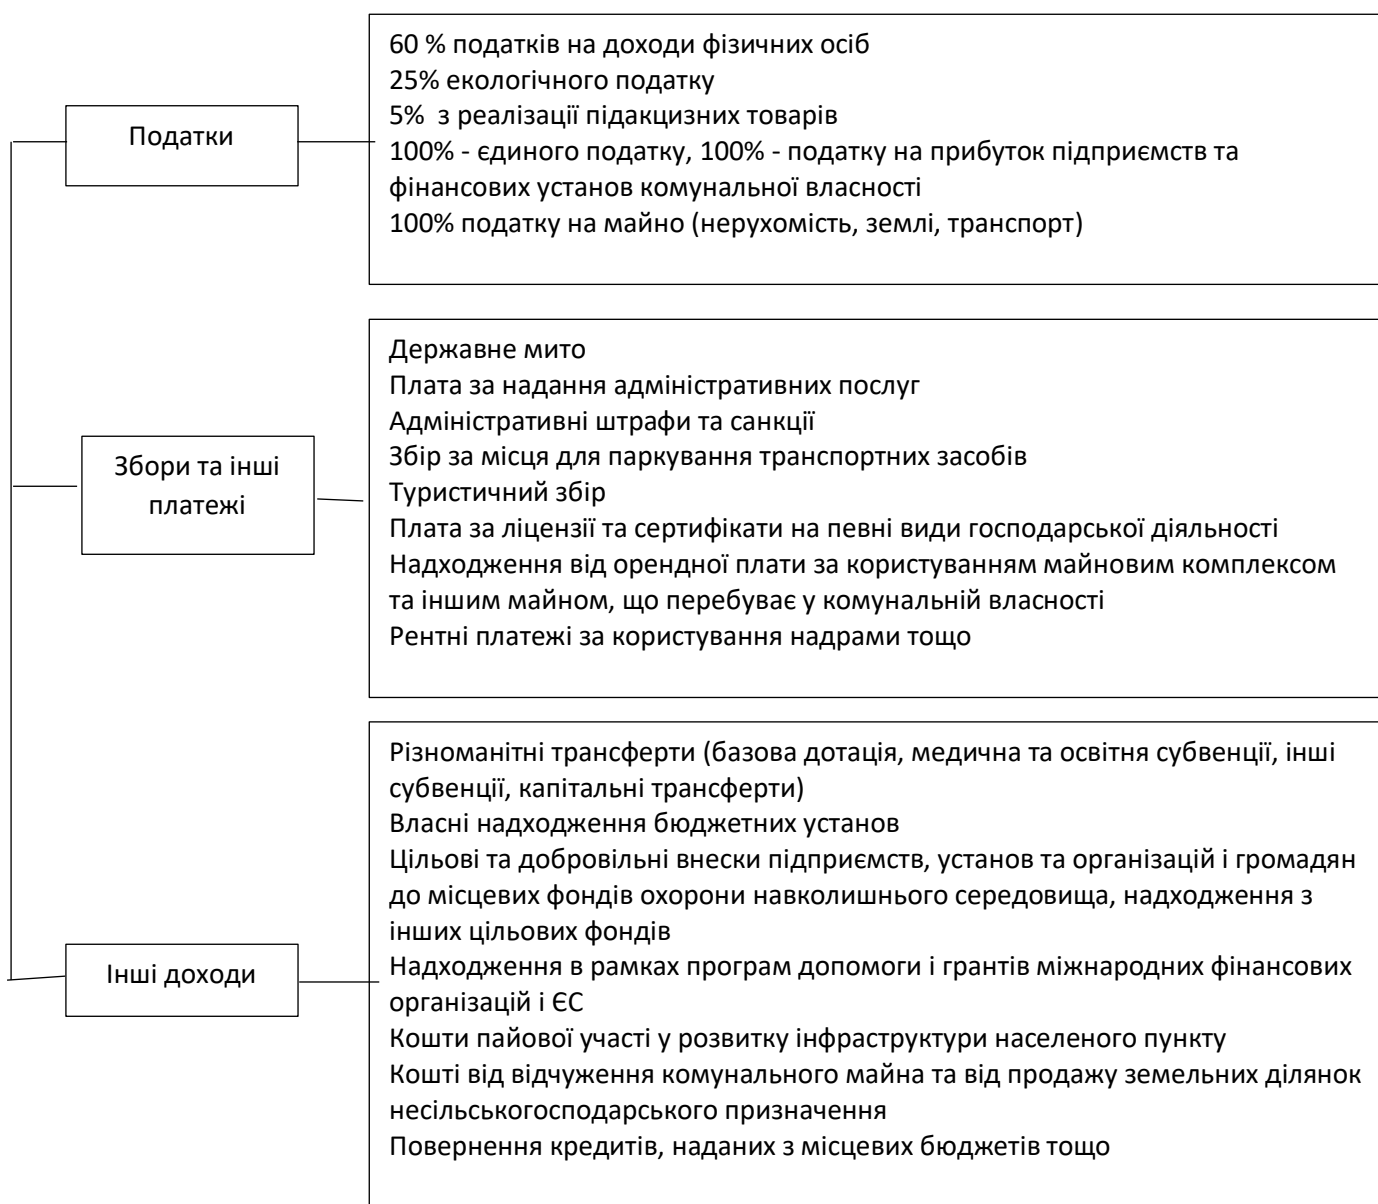 60 % податків на доходи фізичних осіб
25% екологічного податку
5%  з реалізації підакцизних товарів
100% - єдиного податку, 100% - податку на прибуток підприємств та
фінансових установ комунальної власності
100% податку на майно (нерухомість, землі, транспорт)
Податки
Державне мито
Плата за надання адміністративних послуг
Адміністративні штрафи та санкції
Збір за місця для паркування транспортних засобів
Туристичний збір
Плата за ліцензії та сертифікати на певні види господарської діяльності
Надходження від орендної плати за користуванням майновим комплексом
та іншим майном, що перебуває у комунальній власності
Рентні платежі за користування надрами тощо
Збори та інші
платежі
Різноманітні трансферти (базова дотація, медична та освітня субвенції, інші
субвенції, капітальні трансферти)
Власні надходження бюджетних установ
Цільові та добровільні внески підприємств, установ та організацій і громадян
до місцевих фондів охорони навколишнього середовища, надходження з
інших цільових фондів
Надходження в рамках програм допомоги і грантів міжнародних фінансових
організацій і ЄС
Кошти пайової участі у розвитку інфраструктури населеного пункту
Кошті від відчуження комунального майна та від продажу земельних ділянок
несільськогосподарського призначення
Повернення кредитів, наданих з місцевих бюджетів тощо
Інші доходи